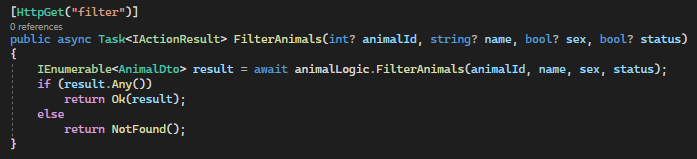 [HttpGet("filter")]
0 references
public async Task<IActionResult> FilterAnimals(int? animalId, string? name, bool? sex, bool? status)
{
IEnumerable<AnimalDto> result = await animalLogic.FilterAnimals(animalId, name, sex, status);
if (result.Any())
return Ok(result);
else
return NotFound();
}